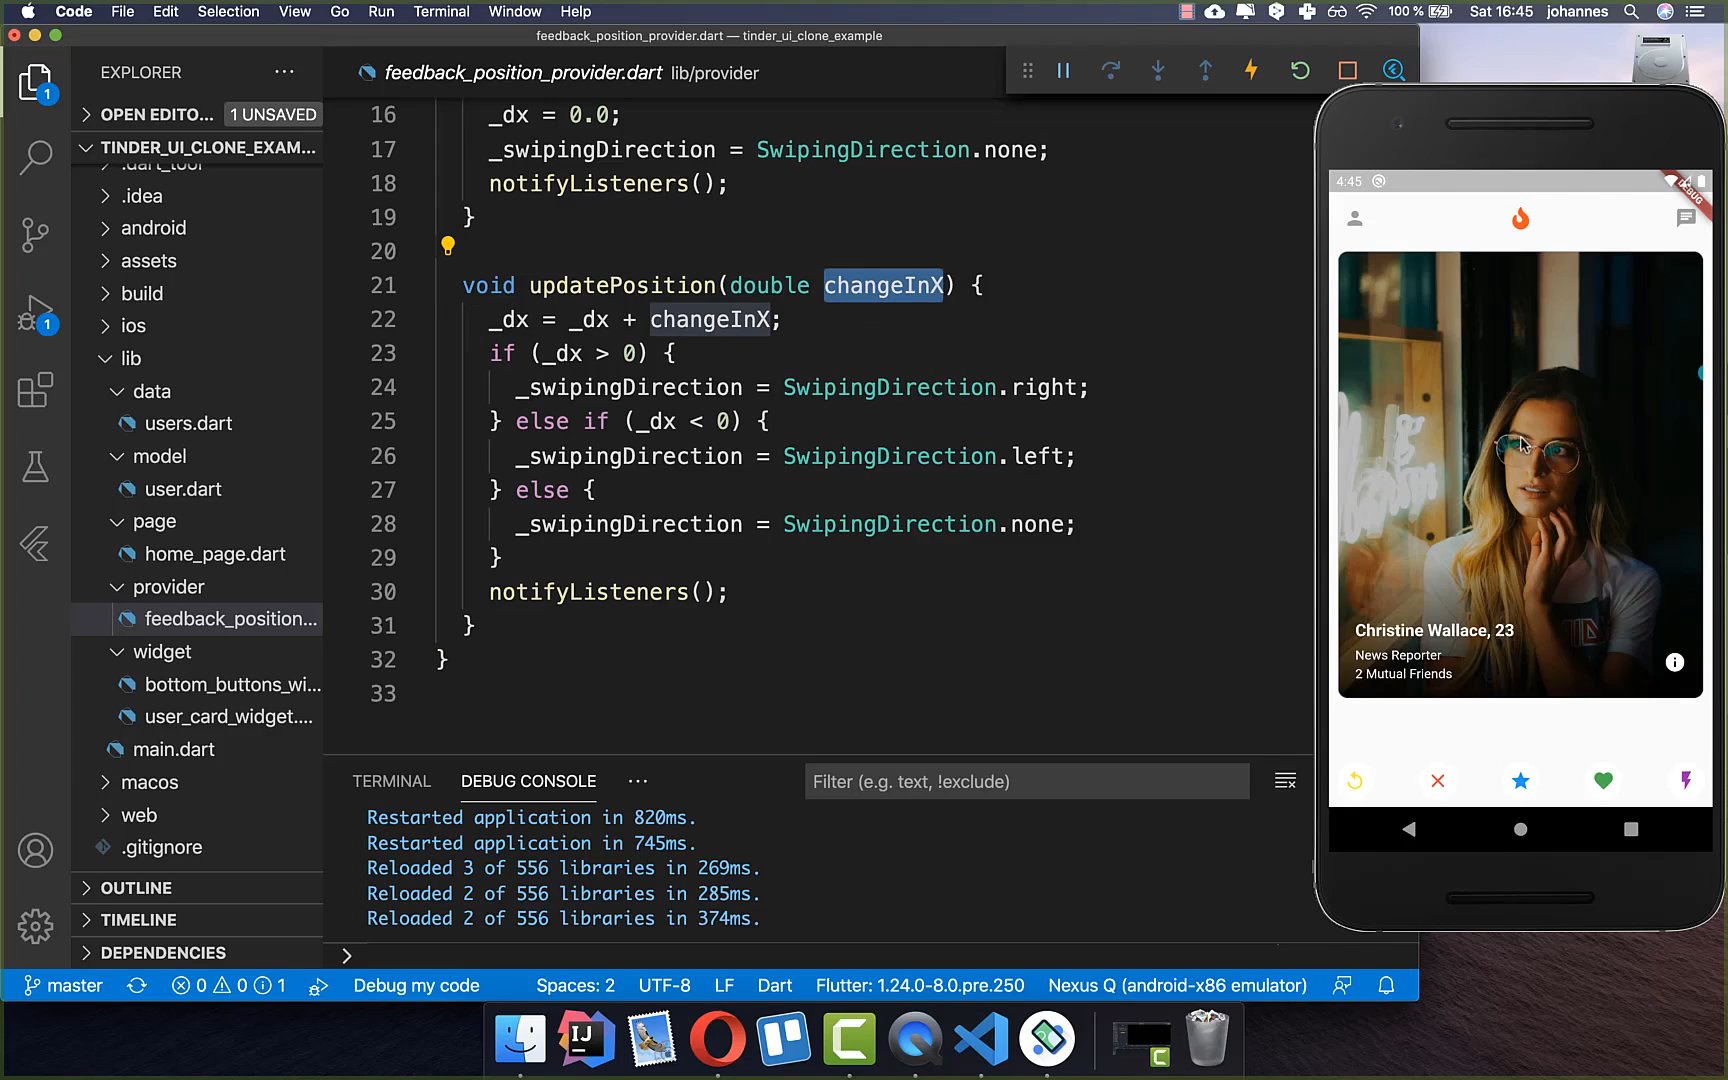 Code File Edit Selection View Go Run Terminal Window Help 100 % Sat 16:45 johannes
feedback_position_provider.dart — tinder_ui_clone_example
EXPLORER ···
1
OPEN EDITO... 1 UNSAVED
TINDER_UI_CLONE_EXAM...
.dart_tool
.idea
android
assets
build
ios
1
lib
data
users.dart
model
user.dart
page
home_page.dart
provider
feedback_position...
widget
bottom_buttons_wi...
user_card_widget....
main.dart
macos
web
.gitignore
OUTLINE
TIMELINE
DEPENDENCIES
feedback_position_provider.dart lib/provider
16 _dx = 0.0;
17 _swipingDirection = SwipingDirection.none;
18 notifyListeners();
19 }
20
21 void updatePosition(double changeInX) {
22 _dx = _dx + changeInX;
23 if (_dx > 0) {
24 _swipingDirection = SwipingDirection.right;
25 } else if (_dx < 0) {
26 _swipingDirection = SwipingDirection.left;
27 } else {
28 _swipingDirection = SwipingDirection.none;
29 }
30 notifyListeners();
31 }
32 }
33
TERMINAL DEBUG CONSOLE ··· Filter (e.g. text, !exclude)
Restarted application in 820ms.
Restarted application in 745ms.
Reloaded 3 of 556 libraries in 269ms.
Reloaded 2 of 556 libraries in 285ms.
Reloaded 2 of 556 libraries in 374ms.
>
master 0 0 1 Debug my code Spaces: 2 UTF-8 LF Dart Flutter: 1.24.0-8.0.pre.250 Nexus Q (android-x86 emulator)
4:45
DEBUG
Christine Wallace, 23
News Reporter
2 Mutual Friends
IJ